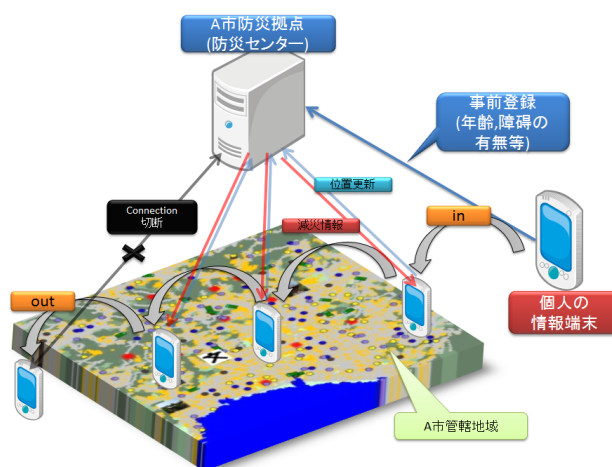 A市防災拠点
(防災センター)
事前登録
(年齢,障碍の
有無等)
位置更新
Connection
切断
減災情報
in
out
個人の
情報端末
A市管轄地域